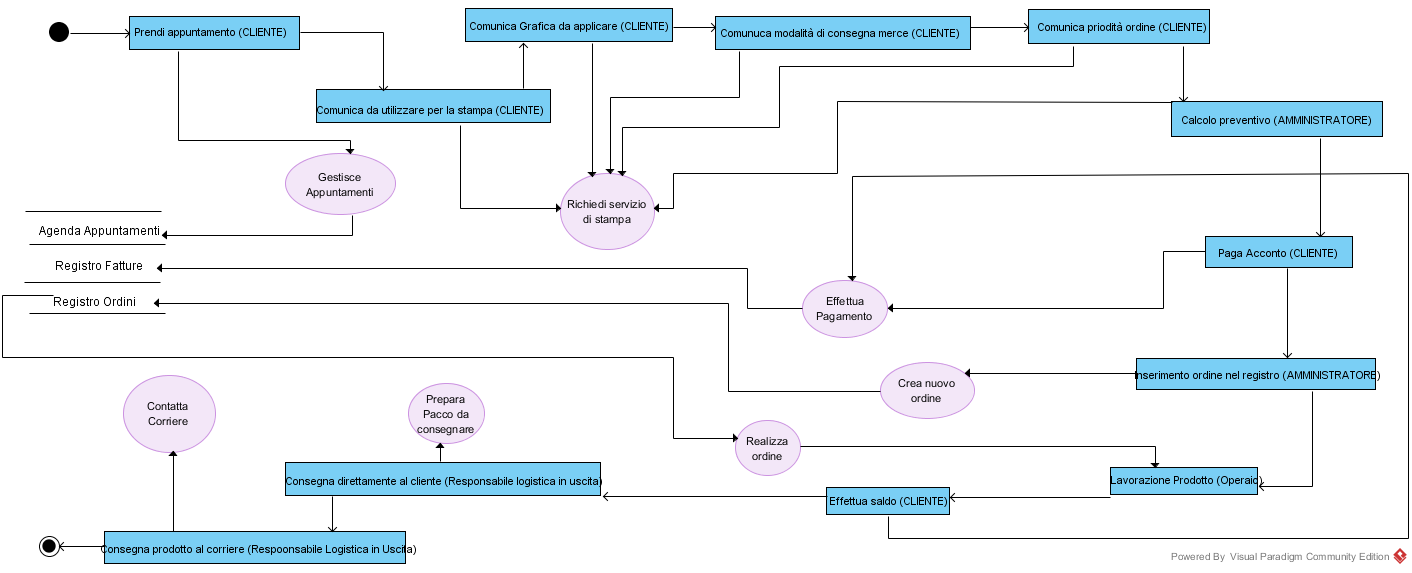 Prendi appuntamento (CLIENTE)
Comunica Grafica da applicare (CLIENTE)
Comunuca modalità di consegna merce (CLIENTE)
Comunica priodità ordine (CLIENTE)
Comunica da utilizzare per la stampa (CLIENTE)
Calcolo preventivo (AMMINISTRATORE)
Gestisce
Appuntamenti
Richiedi servizio
di stampa
Agenda Appuntamenti
Registro Fatture
Registro Ordini
Paga Acconto (CLIENTE)
Effettua
Pagamento
Inserimento ordine nel registro (AMMINISTRATORE)
Crea nuovo
ordine
Contatta
Corriere
Prepara
Pacco da
consegnare
Realizza
ordine
Consegna direttamente al cliente (Responsabile logistica in uscita)
Lavorazione Prodotto (Operaio)
Effettua saldo (CLIENTE)
Consegna prodotto al corriere (Respoonsabile Logistica in Uscita)
Powered By Visual Paradigm Community Edition